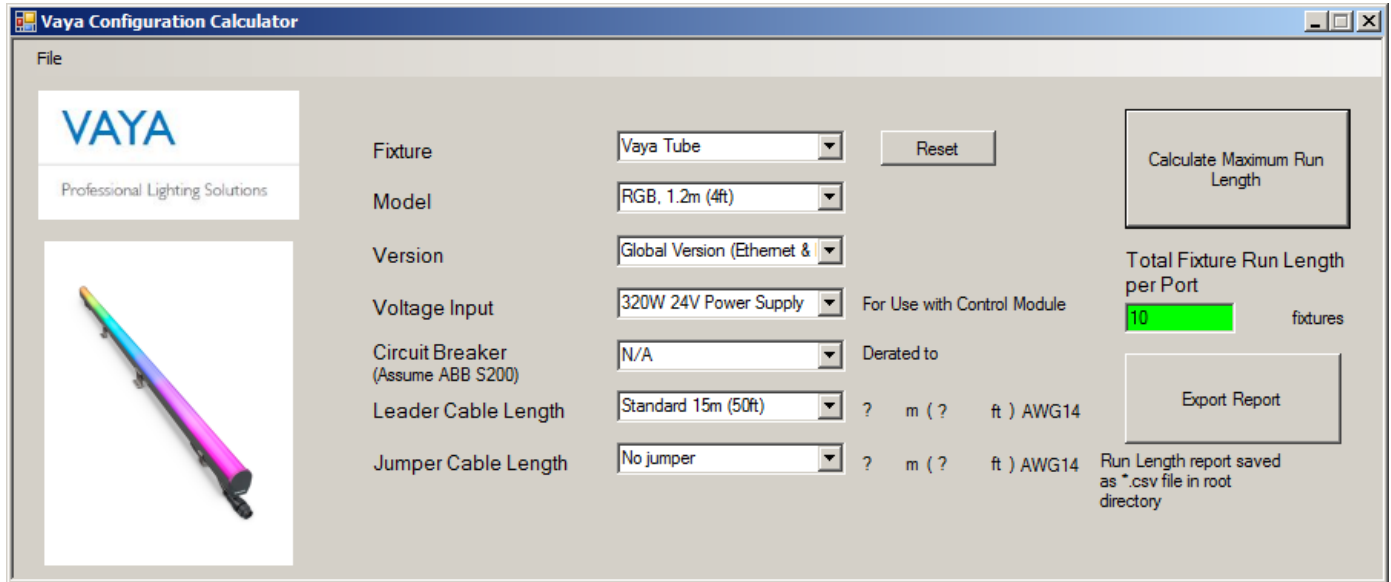 Vaya Configuration Calculator
File
VAYA
Professional Lighting Solutions
Fixture
Vaya Tube
Reset
Model
RGB, 1.2m (4ft)
Version
Global Version (Ethernet &
Voltage Input
320W 24V Power Supply
For Use with Control Module
Circuit Breaker
(Assume ABB S200)
N/A
Derated to
Leader Cable Length
Standard 15m (50ft)
? m ( ? ft ) AWG14
Jumper Cable Length
No jumper
? m ( ? ft ) AWG14
Calculate Maximum Run
Length
Total Fixture Run Length
per Port
10 fixtures
Export Report
Run Length report saved
as *.csv file in root
directory